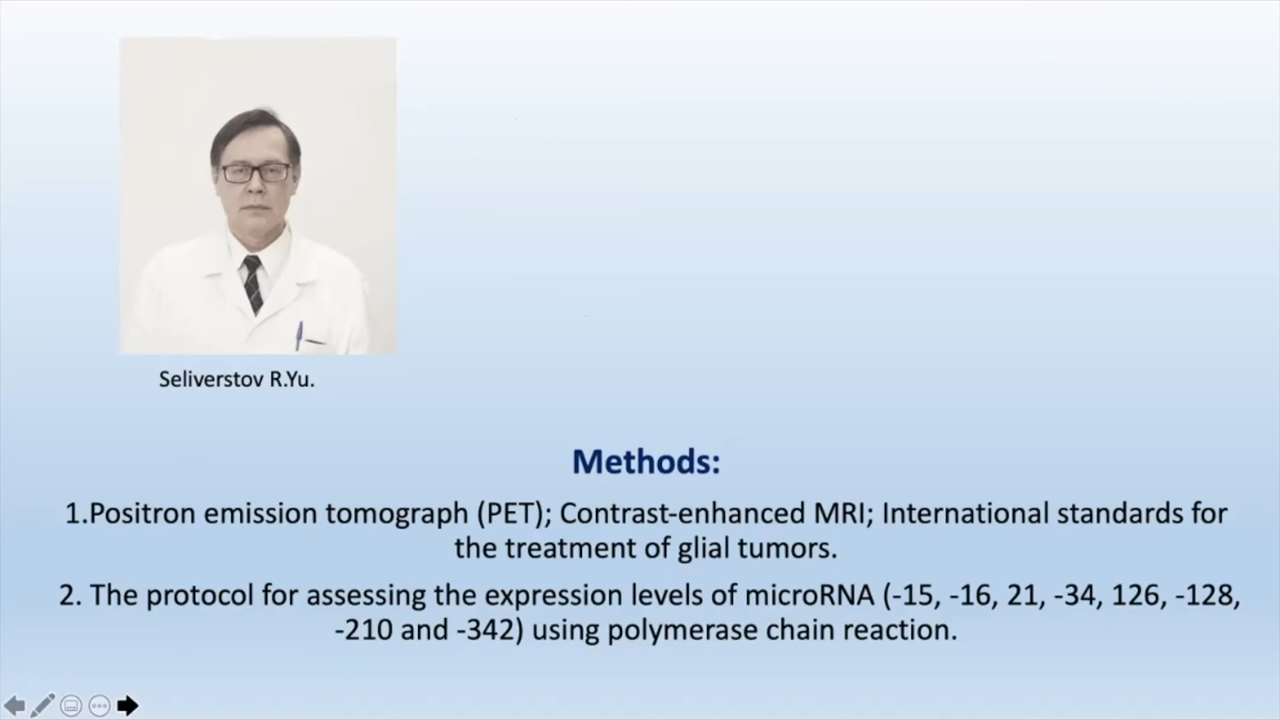 Seliverstov R.Yu.
Methods:
1.Positron emission tomograph (PET); Contrast-enhanced MRI; International standards for
the treatment of glial tumors.
2. The protocol for assessing the expression levels of microRNA (-15, -16, 21, -34, 126, -128,
-210 and -342) using polymerase chain reaction.